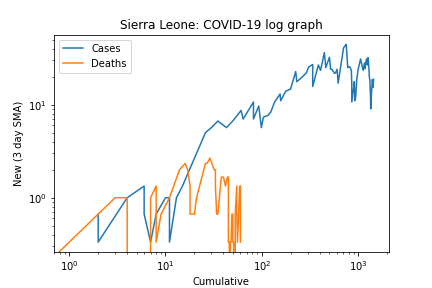 Sierra Leone: COVID-19 log graph
Cases
Deaths
New (3 day SMA)
10¹
10⁰
10⁰ 10¹ 10² 10³
Cumulative